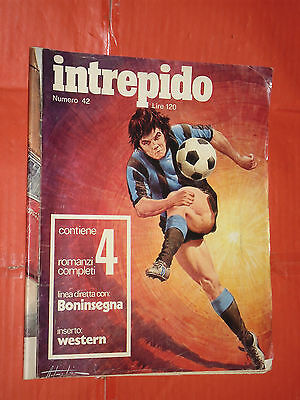 intrepido
Numero 42
Lire 120
contiene
4
romanzi
completi
linea diretta con:
Boninsegna
inserto:
western